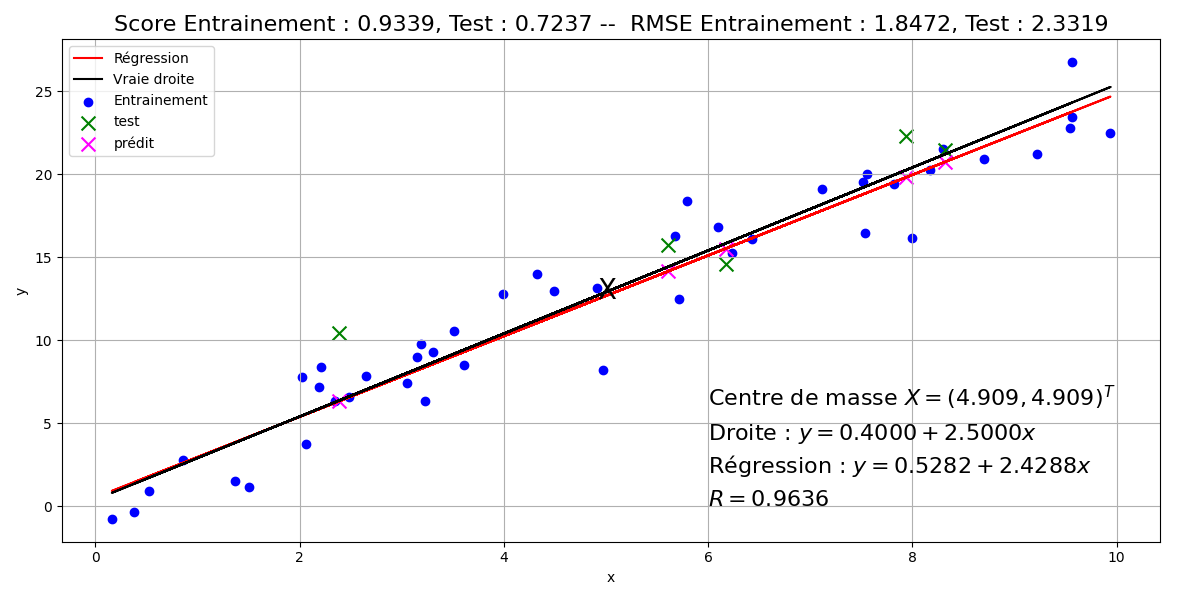 Score Entrainement : 0.9339, Test : 0.7237 -- RMSE Entrainement : 1.8472, Test : 2.3319
Régression
Vraie droite
Entrainement
test
prédit
25
20
15
10
5
0
y
X
Centre de masse X = (4.909, 4.909)^T
Droite : y = 0.4000 + 2.5000x
Régression : y = 0.5282 + 2.4288x
R = 0.9636
0 2 4 6 8 10
x